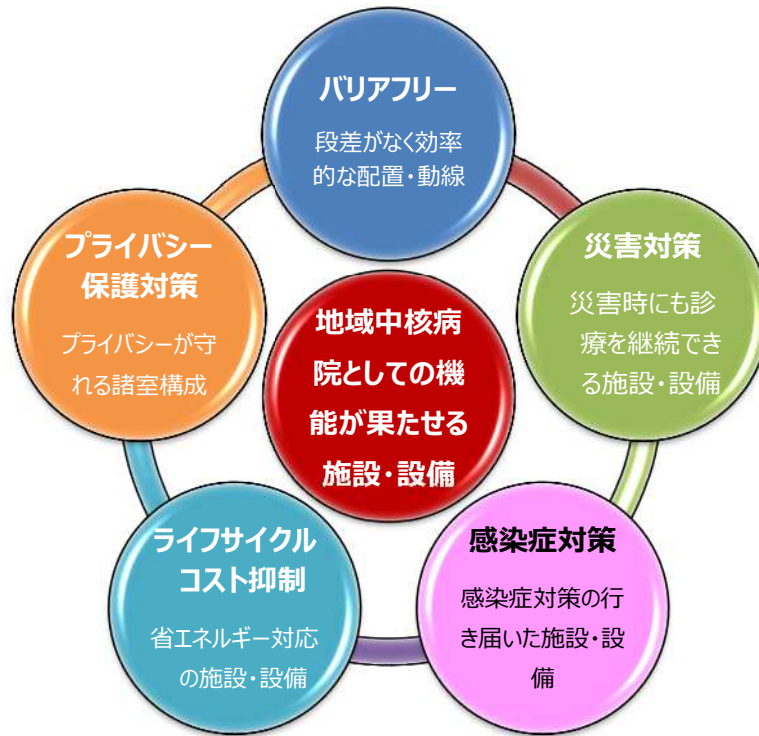 バリアフリー
段差がなく効率
的な配置・動線
災害対策
災害時にも診
療を継続でき
る施設・設備
感染症対策
感染症対策の行
き届いた施設・設
備
ライフサイクル
コスト抑制
省エネルギー対応
の施設・設備
プライバシー
保護対策
プライバシーが守
れる諸室構成
地域中核病
院としての機
能が果たせる
施設・設備